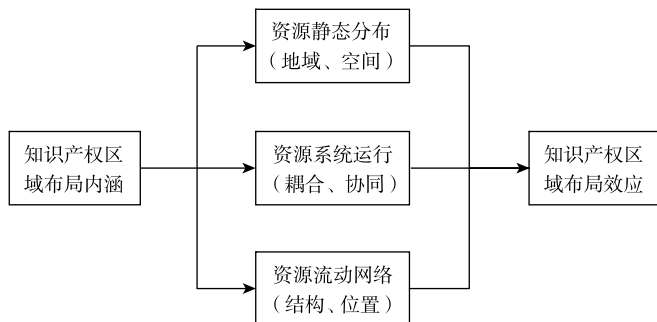 知识产权区
域布局内涵
资源静态分布
（地域、空间）
资源系统运行
（耦合、协同）
资源流动网络
（结构、位置）
知识产权区
域布局效应